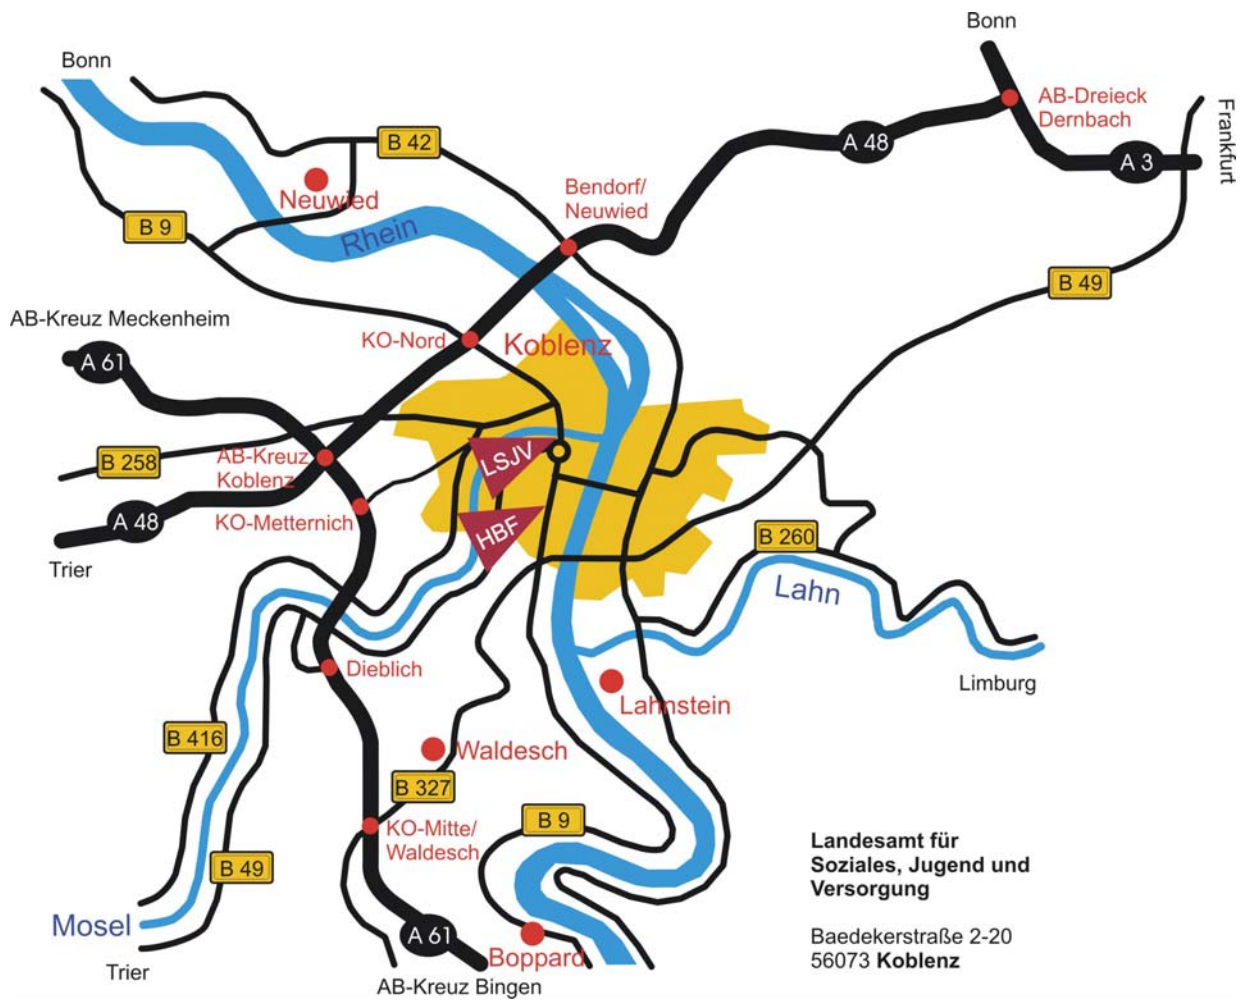 Bonn
Bonn
AB-Dreieck
Dernbach
Frankfurt
B 42
A 48
A 3
Neuwied
Bendorf/
Neuwied
B 9
Rhein
B 49
AB-Kreuz Meckenheim
KO-Nord
Koblenz
A 61
B 258
AB-Kreuz
Koblenz
LSJV
A 48
KO-Metternich
HBF
B 260
Trier
Lahn
Dieblich
Limburg
Lahnstein
B 416
Waldesch
B 327
B 9
KO-Mitte/
Waldesch
B 49
Landesamt für
Soziales, Jugend und
Versorgung
Mosel
A 61
Baedekerstraße 2-20
56073 Koblenz
Boppard
Trier
AB-Kreuz Bingen